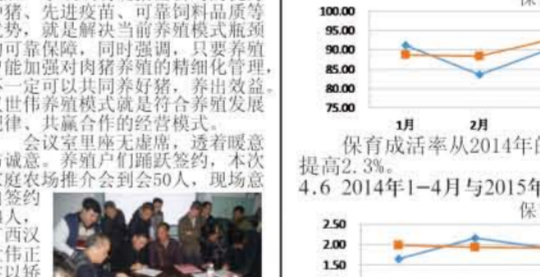 猪、先进疫苗、可靠饲料品质等
势，就是解决当前养殖模式瓶颈
可靠保障，同时强调，只要养殖
能加强对肉猪养殖的精细化管理，
一定可以共同养好猪，养出效益。
世伟养殖模式就是符合养殖发展
律、共赢合作的经营模式。
会议室里座无虚席，透着暖意
诚意。养殖户们踊跃签约，本次
庭农场推介会到会50人，现场意
签约
人，
西汉
伟正
以矫
100.00
95.00
90.00
85.00
80.00
75.00
1月
2月
保育成活率从2014年的
提高2.3%。
4.6 2014年1-4月与2015年
保
2.50
2.00
1.50